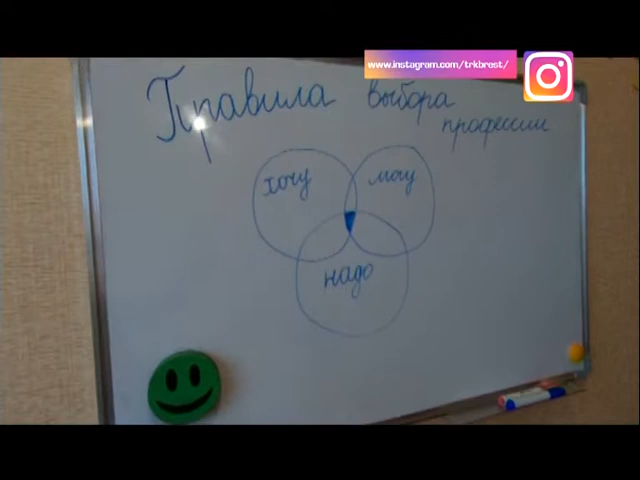 www.instagram.com/trkbrest/
Правила выбора
профессии
хочу
могу
надо